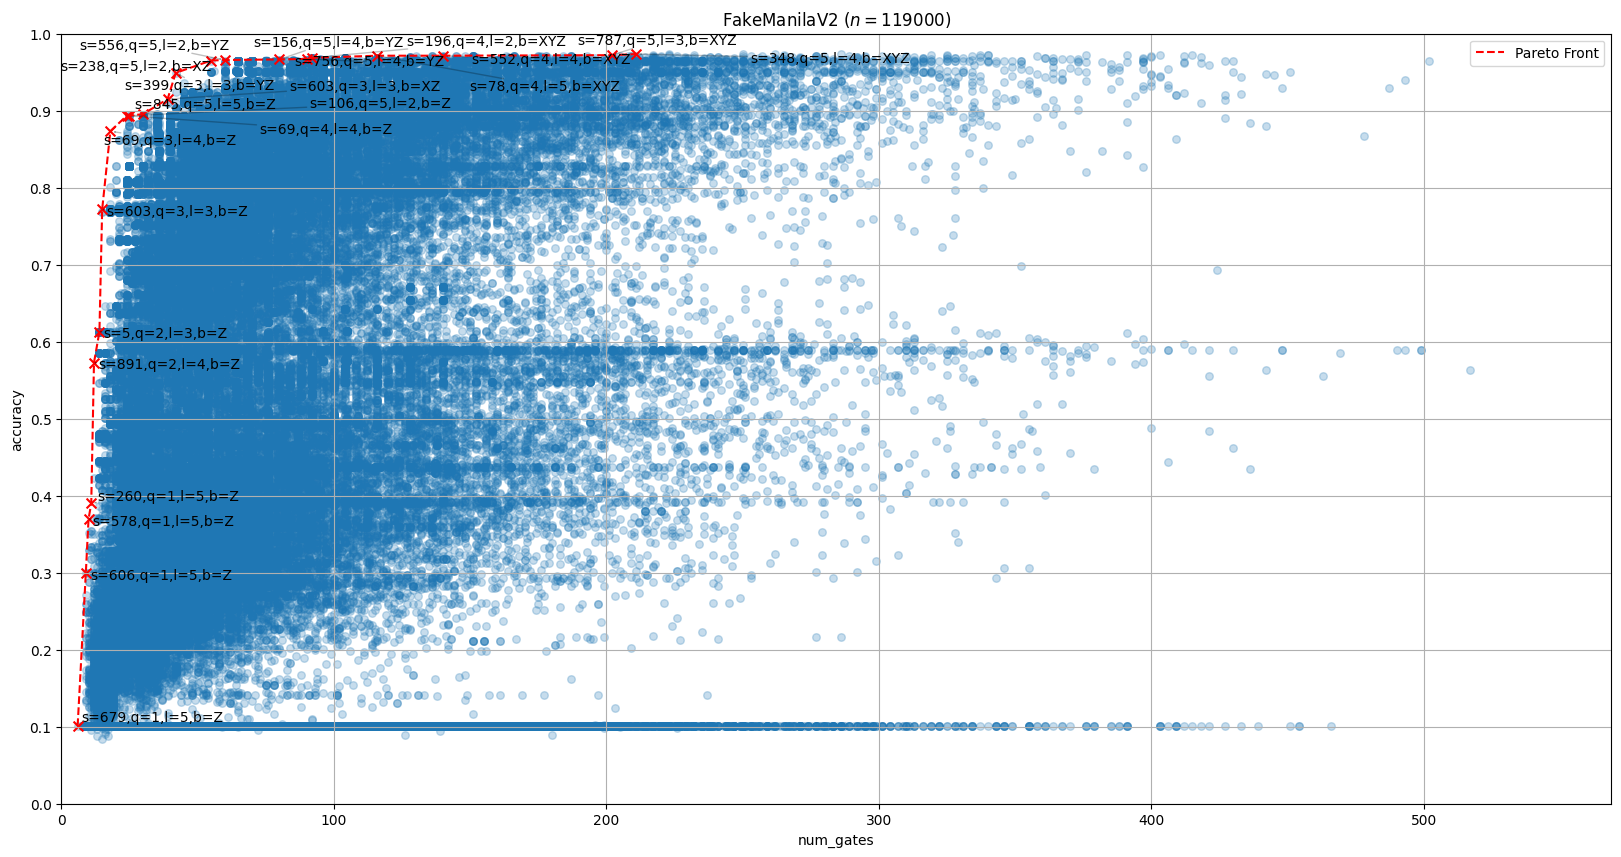 FakeManilaV2 (n = 119000)
Pareto Front
s=556,q=5,l=2,b=YZ
s=156,q=5,l=4,b=YZ
s=196,q=4,l=2,b=XYZ
s=787,q=5,l=3,b=XYZ
s=238,q=5,l=2,b=XZ
s=756,q=5,l=4,b=YZ
s=552,q=4,l=4,b=XYZ
s=348,q=5,l=4,b=XYZ
s=399,q=3,l=3,b=YZ
s=603,q=3,l=3,b=XZ
s=78,q=4,l=5,b=XYZ
s=845,q=5,l=5,b=Z
s=106,q=5,l=2,b=Z
s=69,q=4,l=4,b=Z
s=69,q=3,l=4,b=Z
s=603,q=3,l=3,b=Z
s=5,q=2,l=3,b=Z
s=891,q=2,l=4,b=Z
s=260,q=1,l=5,b=Z
s=578,q=1,l=5,b=Z
s=606,q=1,l=5,b=Z
s=679,q=1,l=5,b=Z
1.0
0.9
0.8
0.7
0.6
0.5
0.4
0.3
0.2
0.1
0.0
accuracy
0 100 200 300 400 500
num_gates